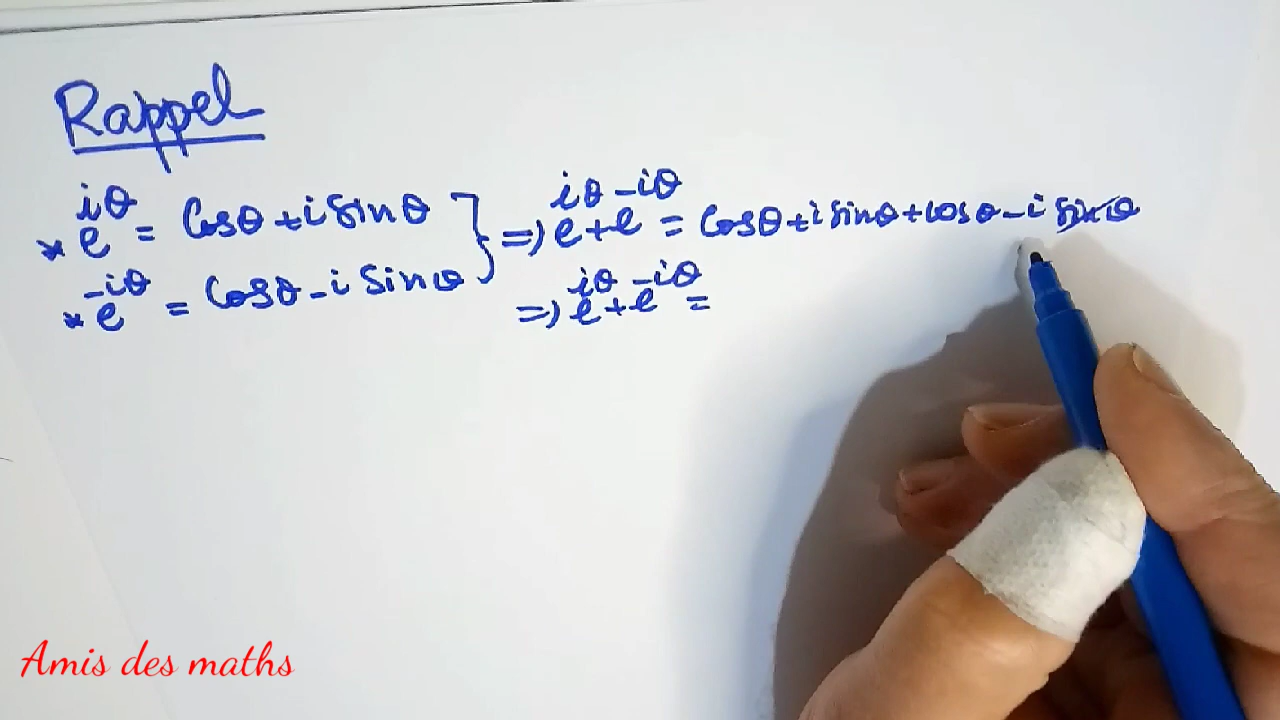 Rappel
* e^{iθ} = cosθ + i sinθ } ⇒ e^{iθ} + e^{-iθ} = cosθ + i sinθ + cosθ - i sinθ
* e^{-iθ} = cosθ - i sinθ ⇒ e^{iθ} + e^{-iθ} =
Amis des maths